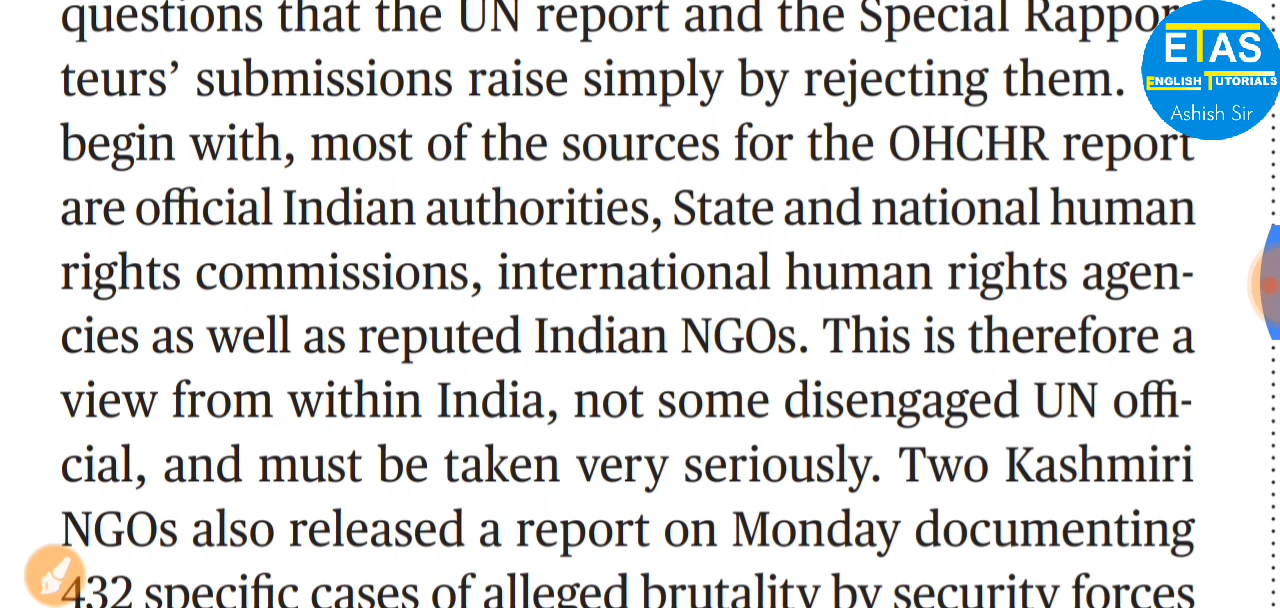 questions that the UN report and the Special Rappor-
teurs’ submissions raise simply by rejecting them.
begin with, most of the sources for the OHCHR report
are official Indian authorities, State and national human
rights commissions, international human rights agen-
cies as well as reputed Indian NGOs. This is therefore a
view from within India, not some disengaged UN offi-
cial, and must be taken very seriously. Two Kashmiri
NGOs also released a report on Monday documenting
432 specific cases of alleged brutality by security forces
ETAS
ENGLISH TUTORIALS
Ashish Sir